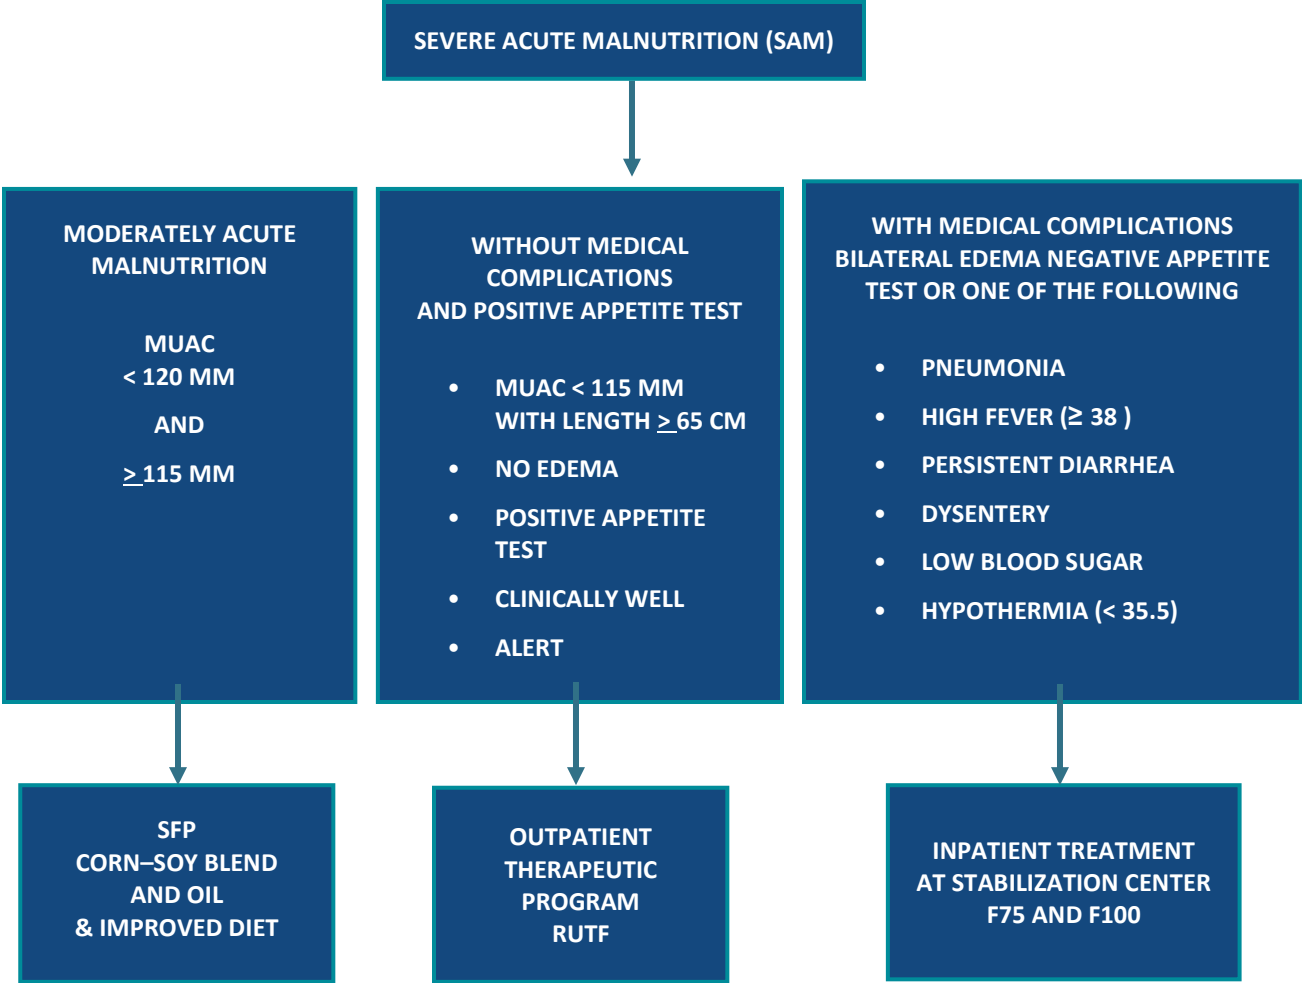 SEVERE ACUTE MALNUTRITION (SAM)
MODERATELY ACUTE
MALNUTRITION
MUAC
< 120 MM
AND
> 115 MM
WITHOUT MEDICAL
COMPLICATIONS
AND POSITIVE APPETITE TEST
• MUAC < 115 MM
WITH LENGTH > 65 CM
• NO EDEMA
• POSITIVE APPETITE
TEST
• CLINICALLY WELL
• ALERT
WITH MEDICAL COMPLICATIONS
BILATERAL EDEMA NEGATIVE APPETITE
TEST OR ONE OF THE FOLLOWING
• PNEUMONIA
• HIGH FEVER (≥ 38 )
• PERSISTENT DIARRHEA
• DYSENTERY
• LOW BLOOD SUGAR
• HYPOTHERMIA (< 35.5)
SFP
CORN–SOY BLEND
AND OIL
& IMPROVED DIET
OUTPATIENT
THERAPEUTIC
PROGRAM
RUTF
INPATIENT TREATMENT
AT STABILIZATION CENTER
F75 AND F100